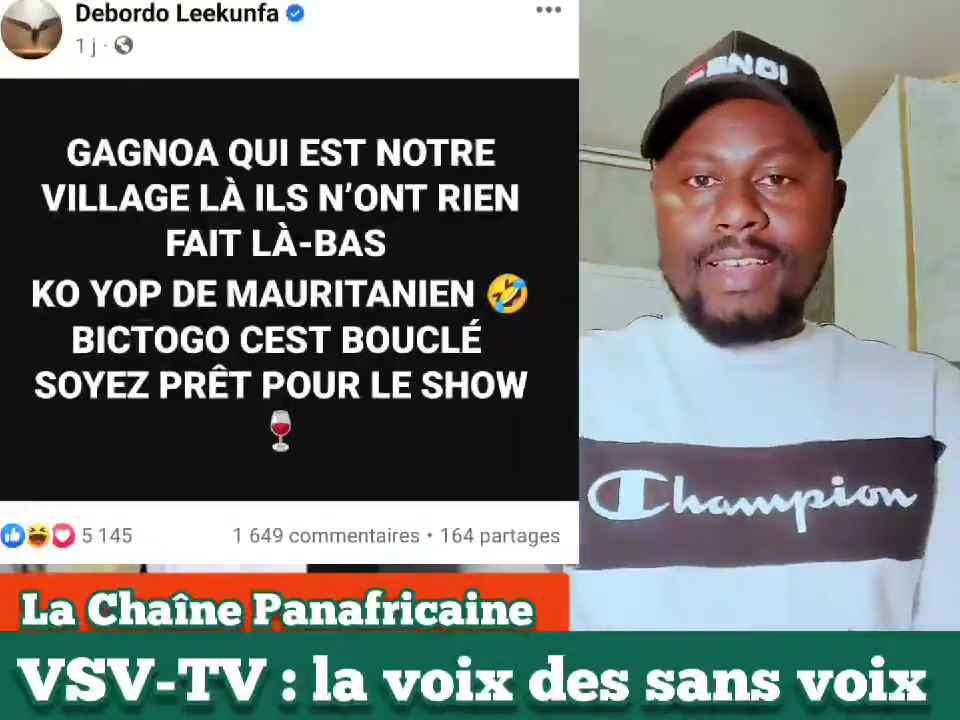 Debordo Leekunfa
1 j ·
GAGNOA QUI EST NOTRE
VILLAGE LÀ ILS N'ONT RIEN
FAIT LÀ-BAS
KO YOP DE MAURITANIEN 🤣
BICTOGO CEST BOUCLÉ
SOYEZ PRÊT POUR LE SHOW
🍷
5 145 1 649 commentaires • 164 partages
Champion
La Chaîne Panafricaine
VSV-TV : la voix des sans voix